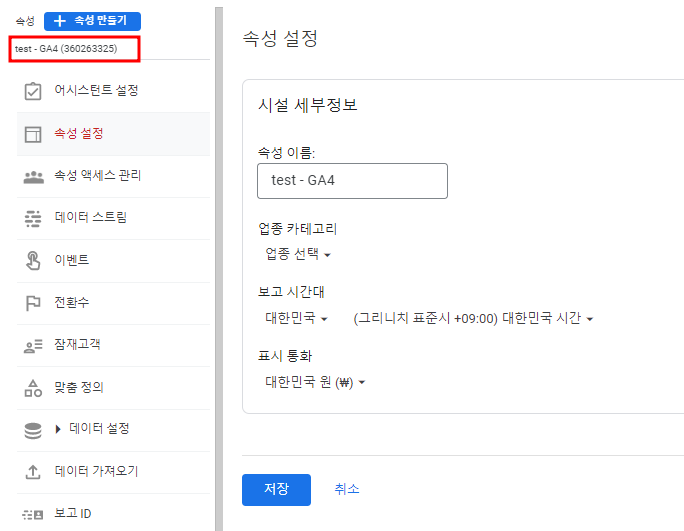 속성
+ 속성 만들기
test - GA4 (360263325)
어시스턴트 설정
속성 설정
속성 액세스 관리
데이터 스트림
이벤트
전환수
잠재고객
맞춤 정의
데이터 설정
데이터 가져오기
보고 ID
속성 설정
시설 세부정보
속성 이름:
test - GA4
업종 카테고리
업종 선택
보고 시간대
대한민국 (그리니치 표준시 +09:00) 대한민국 시간
표시 통화
대한민국 원 (₩)
저장 취소